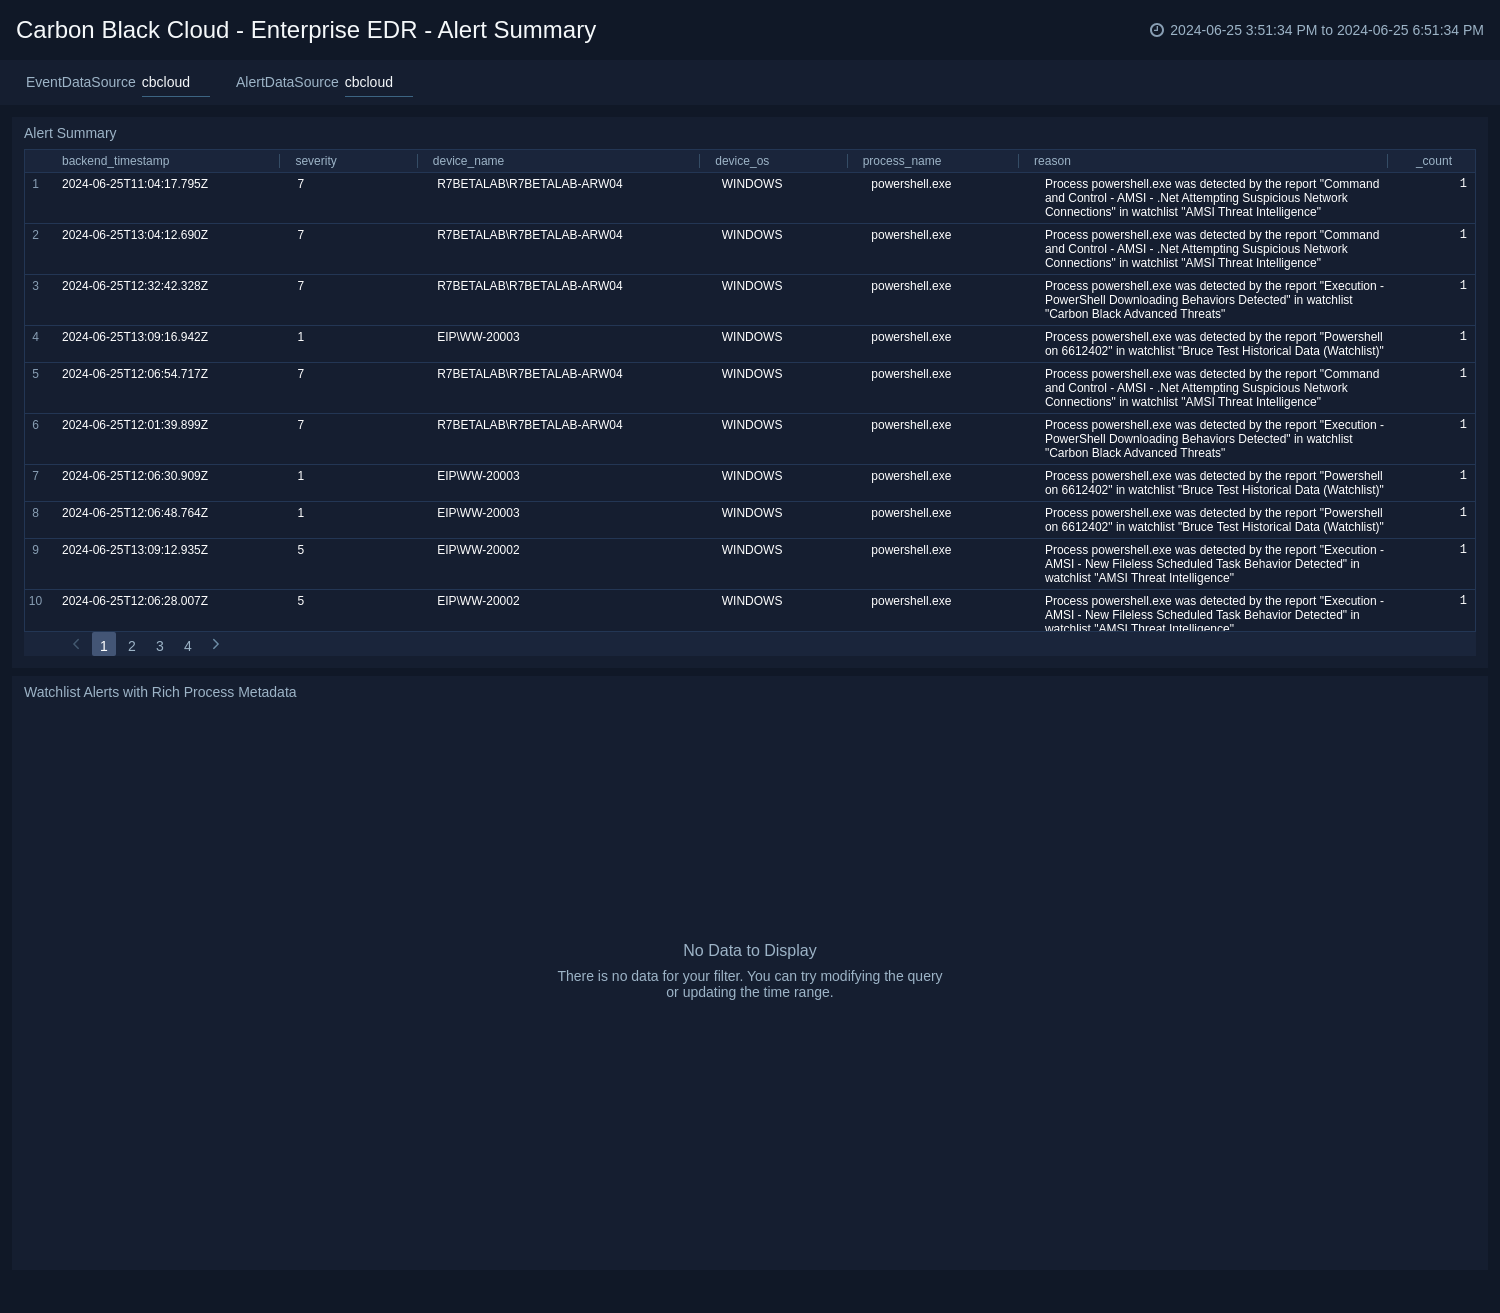 Carbon Black Cloud - Enterprise EDR - Alert Summary
2024-06-25 3:51:34 PM to 2024-06-25 6:51:34 PM
EventDataSource cbcloud AlertDataSource cbcloud
Alert Summary
backend_timestamp severity device_name device_os process_name reason _count
1 2024-06-25T11:04:17.795Z 7 R7BETALAB\R7BETALAB-ARW04 WINDOWS powershell.exe Process powershell.exe was detected by the report "Command 1
and Control - AMSI - .Net Attempting Suspicious Network
Connections" in watchlist "AMSI Threat Intelligence"
2 2024-06-25T13:04:12.690Z 7 R7BETALAB\R7BETALAB-ARW04 WINDOWS powershell.exe Process powershell.exe was detected by the report "Command 1
and Control - AMSI - .Net Attempting Suspicious Network
Connections" in watchlist "AMSI Threat Intelligence"
3 2024-06-25T12:32:42.328Z 7 R7BETALAB\R7BETALAB-ARW04 WINDOWS powershell.exe Process powershell.exe was detected by the report "Execution - 1
PowerShell Downloading Behaviors Detected" in watchlist
"Carbon Black Advanced Threats"
4 2024-06-25T13:09:16.942Z 1 EIP\WW-20003 WINDOWS powershell.exe Process powershell.exe was detected by the report "Powershell 1
on 6612402" in watchlist "Bruce Test Historical Data (Watchlist)"
5 2024-06-25T12:06:54.717Z 7 R7BETALAB\R7BETALAB-ARW04 WINDOWS powershell.exe Process powershell.exe was detected by the report "Command 1
and Control - AMSI - .Net Attempting Suspicious Network
Connections" in watchlist "AMSI Threat Intelligence"
6 2024-06-25T12:01:39.899Z 7 R7BETALAB\R7BETALAB-ARW04 WINDOWS powershell.exe Process powershell.exe was detected by the report "Execution - 1
PowerShell Downloading Behaviors Detected" in watchlist
"Carbon Black Advanced Threats"
7 2024-06-25T12:06:30.909Z 1 EIP\WW-20003 WINDOWS powershell.exe Process powershell.exe was detected by the report "Powershell 1
on 6612402" in watchlist "Bruce Test Historical Data (Watchlist)"
8 2024-06-25T12:06:48.764Z 1 EIP\WW-20003 WINDOWS powershell.exe Process powershell.exe was detected by the report "Powershell 1
on 6612402" in watchlist "Bruce Test Historical Data (Watchlist)"
9 2024-06-25T13:09:12.935Z 5 EIP\WW-20002 WINDOWS powershell.exe Process powershell.exe was detected by the report "Execution - 1
AMSI - New Fileless Scheduled Task Behavior Detected" in
watchlist "AMSI Threat Intelligence"
10 2024-06-25T12:06:28.007Z 5 EIP\WW-20002 WINDOWS powershell.exe Process powershell.exe was detected by the report "Execution - 1
AMSI - New Fileless Scheduled Task Behavior Detected" in
watchlist "AMSI Threat Intelligence"
1 2 3 4
Watchlist Alerts with Rich Process Metadata
No Data to Display
There is no data for your filter. You can try modifying the query
or updating the time range.